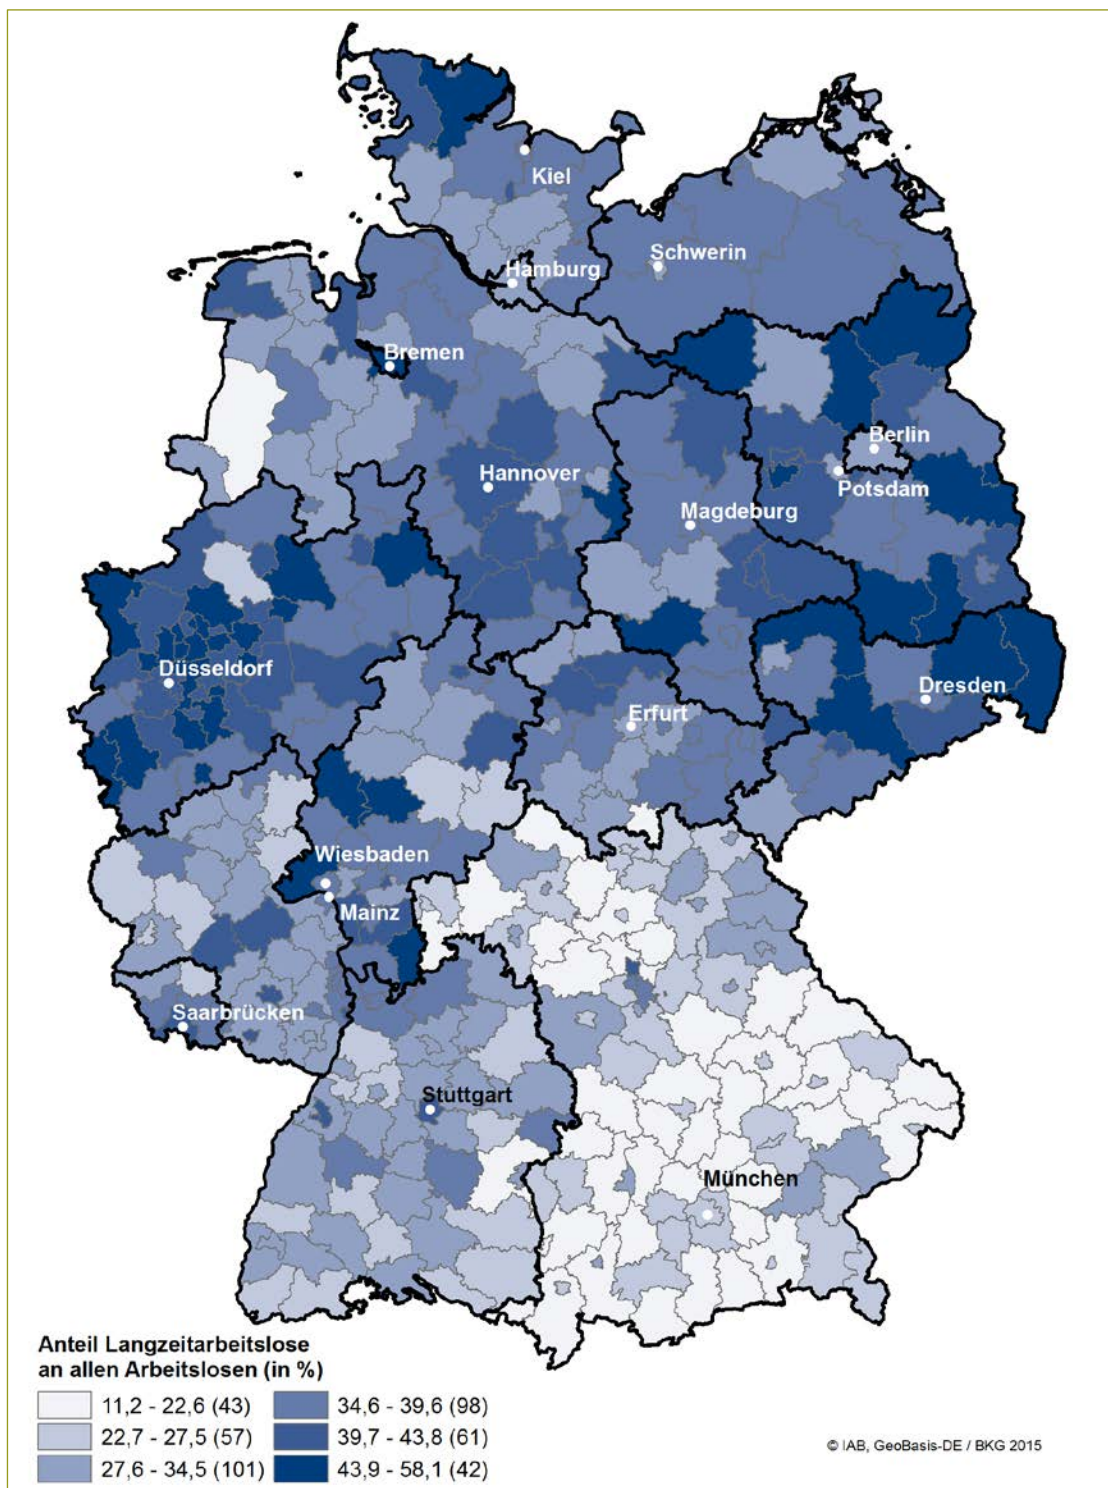 Kiel
Schwerin
Hamburg
Bremen
Berlin
Hannover
Potsdam
Magdeburg
Düsseldorf
Dresden
Erfurt
Wiesbaden
Mainz
Saarbrücken
Stuttgart
München
Anteil Langzeitarbeitslose
an allen Arbeitslosen (in %)
11,2 - 22,6 (43)
34,6 - 39,6 (98)
22,7 - 27,5 (57)
39,7 - 43,8 (61)
27,6 - 34,5 (101)
43,9 - 58,1 (42)
© IAB, GeoBasis-DE / BKG 2015